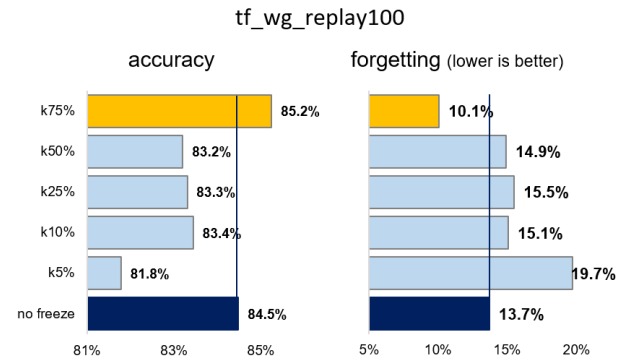 tf_wg_replay100
accuracy
forgetting (lower is better)
k75%
85.2%
10.1%
k50%
83.2%
14.9%
k25%
83.3%
15.5%
k10%
83.4%
15.1%
k5%
81.8%
19.7%
no freeze
84.5%
13.7%
81%
83%
85%
5%
10%
15%
20%